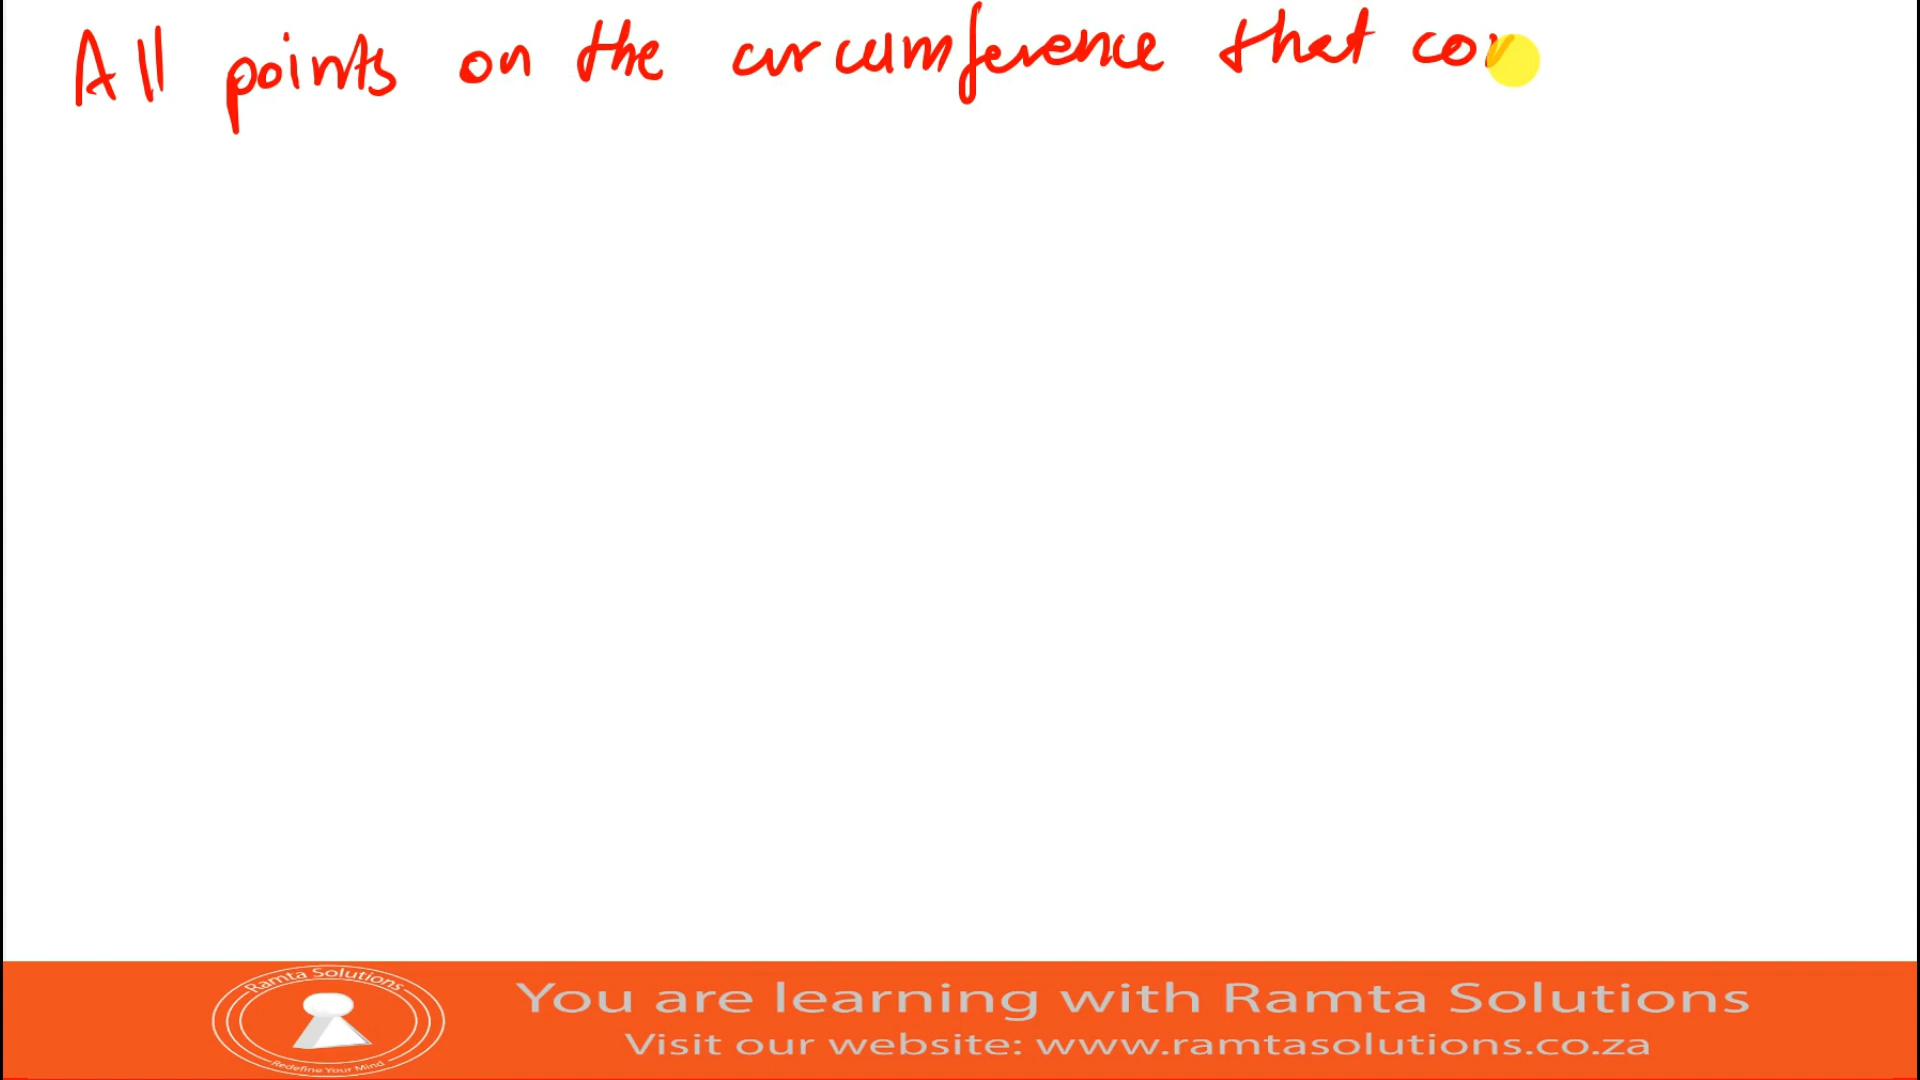 All points on the circumference that
Ramta Solutions
Redefine Your Mind
You are learning with Ramta Solutions
Visit our website: www.ramtasolutions.co.za